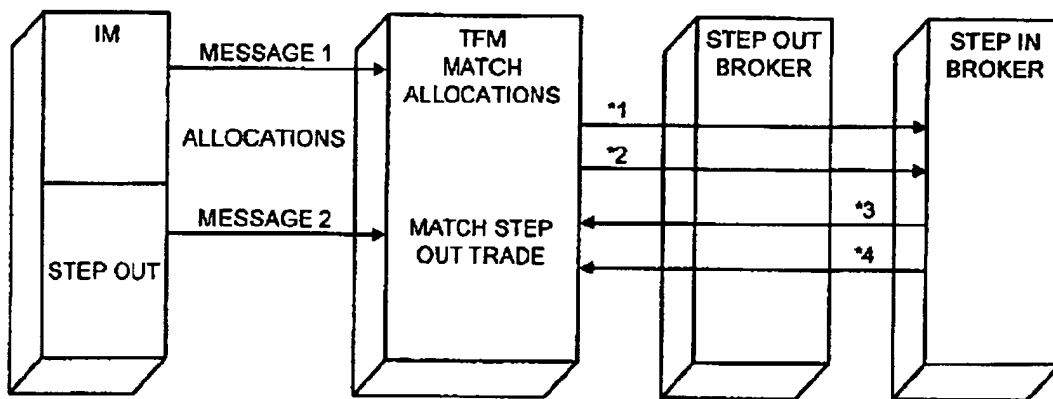 IM
MESSAGE 1
ALLOCATIONS
MESSAGE 2
STEP OUT
TFM
MATCH
ALLOCATIONS
MATCH STEP
OUT TRADE
STEP OUT
BROKER
STEP IN
BROKER
*1
*2
*3
*4